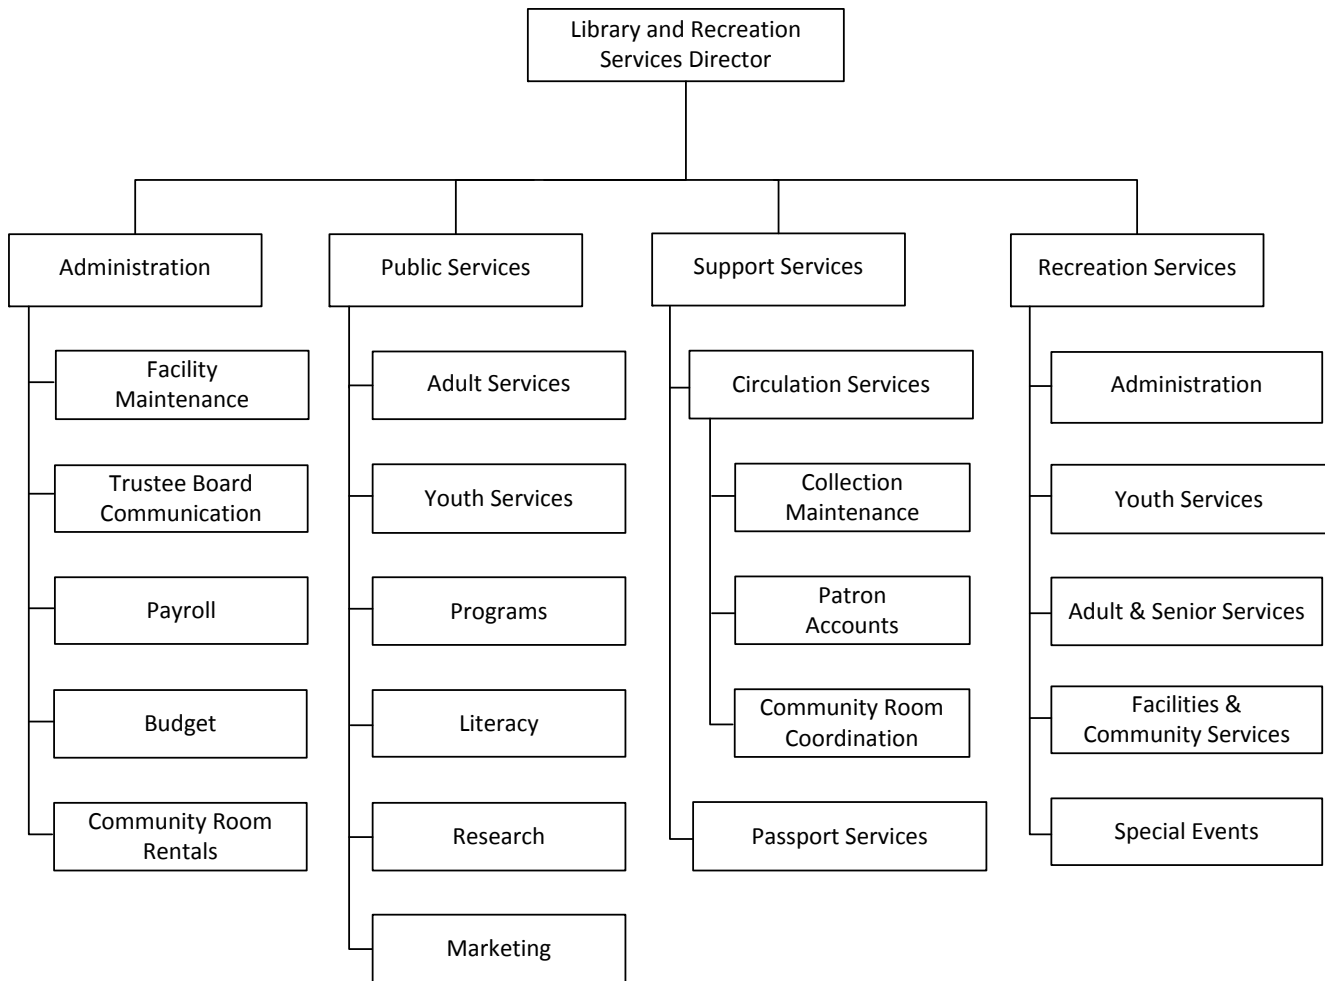 Library and Recreation
Services Director
Administration
Public Services
Support Services
Recreation Services
Facility
Maintenance
Trustee Board
Communication
Payroll
Budget
Community Room
Rentals
Adult Services
Youth Services
Programs
Literacy
Research
Marketing
Circulation Services
Collection
Maintenance
Patron
Accounts
Community Room
Coordination
Passport Services
Administration
Youth Services
Adult & Senior Services
Facilities &
Community Services
Special Events